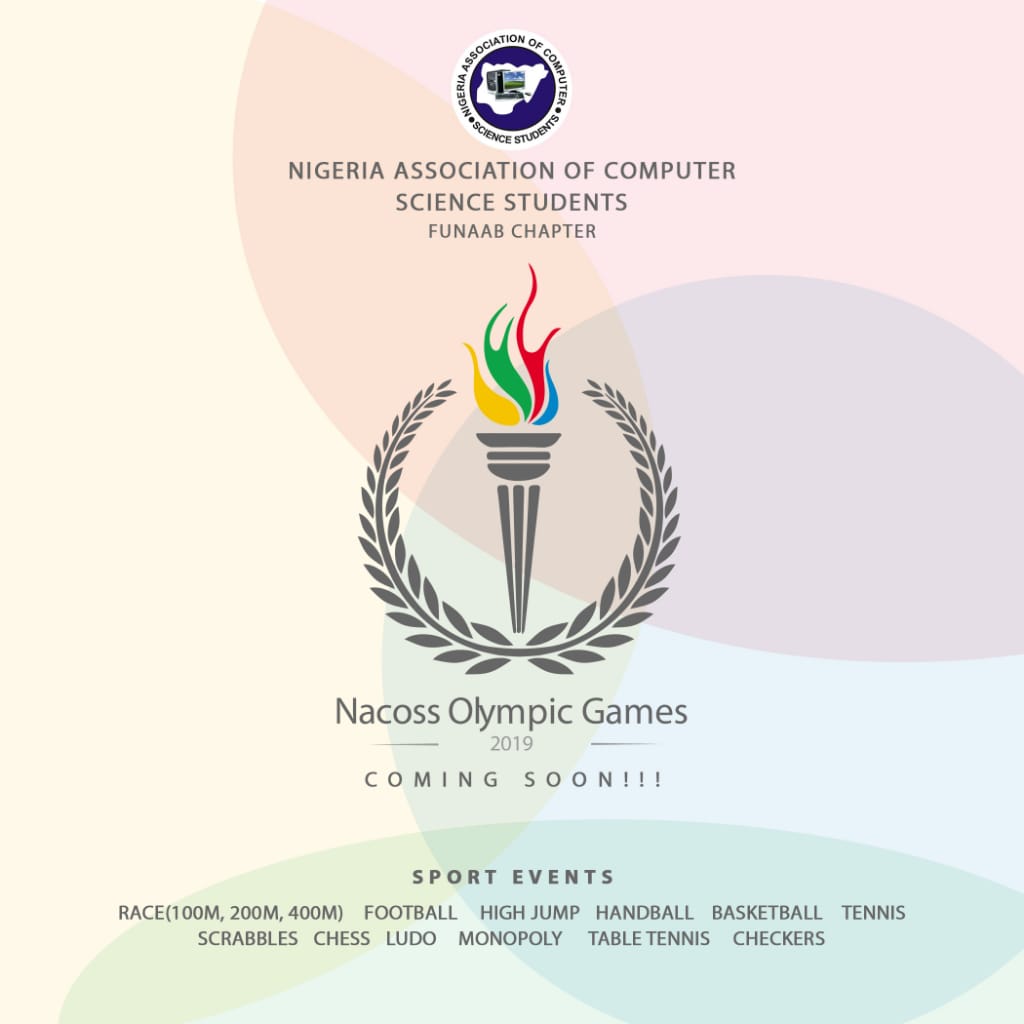 NIGERIA ASSOCIATION OF COMPUTER
• SCIENCE STUDENTS •
NIGERIA ASSOCIATION OF COMPUTER
SCIENCE STUDENTS
FUNAAB CHAPTER
Nacoss Olympic Games
2019
COMING SOON!!!
SPORT EVENTS
RACE(100M, 200M, 400M) FOOTBALL HIGH JUMP HANDBALL BASKETBALL TENNIS
SCRABBLES CHESS LUDO MONOPOLY TABLE TENNIS CHECKERS